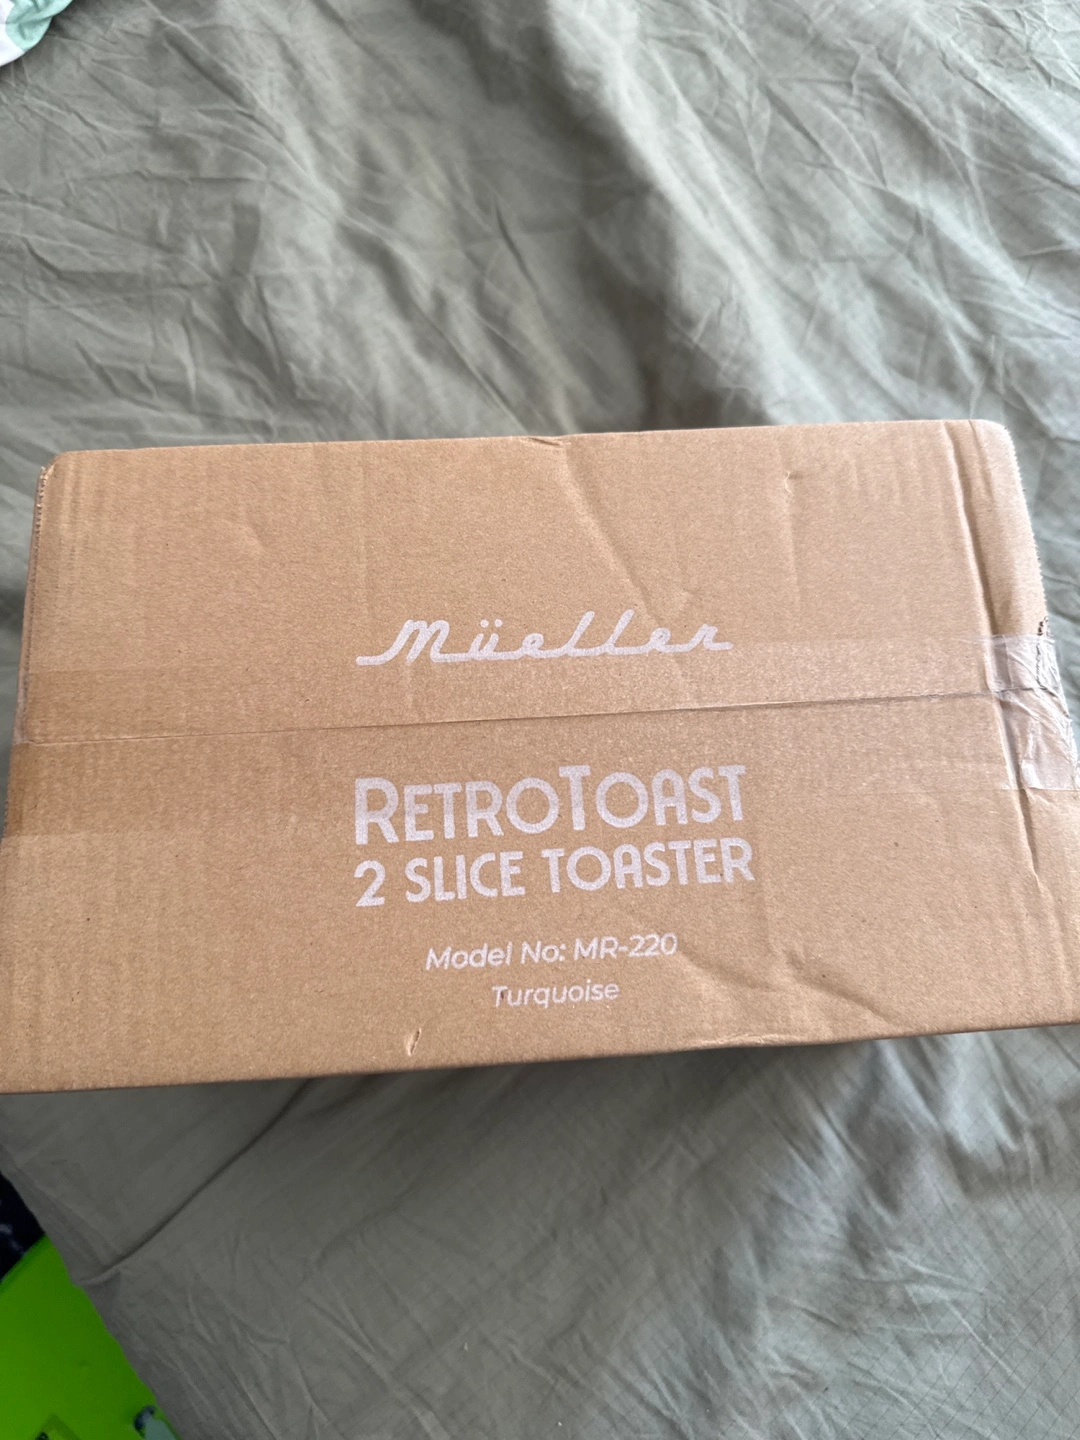 Müeller
RETROTOAST
2 SLICE TOASTER
Model No: MR-220
Turquoise